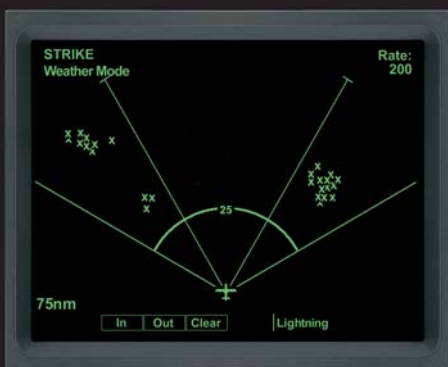 STRIKE
Weather Mode
Rate:
200
25
75nm
In Out Clear
Lightning